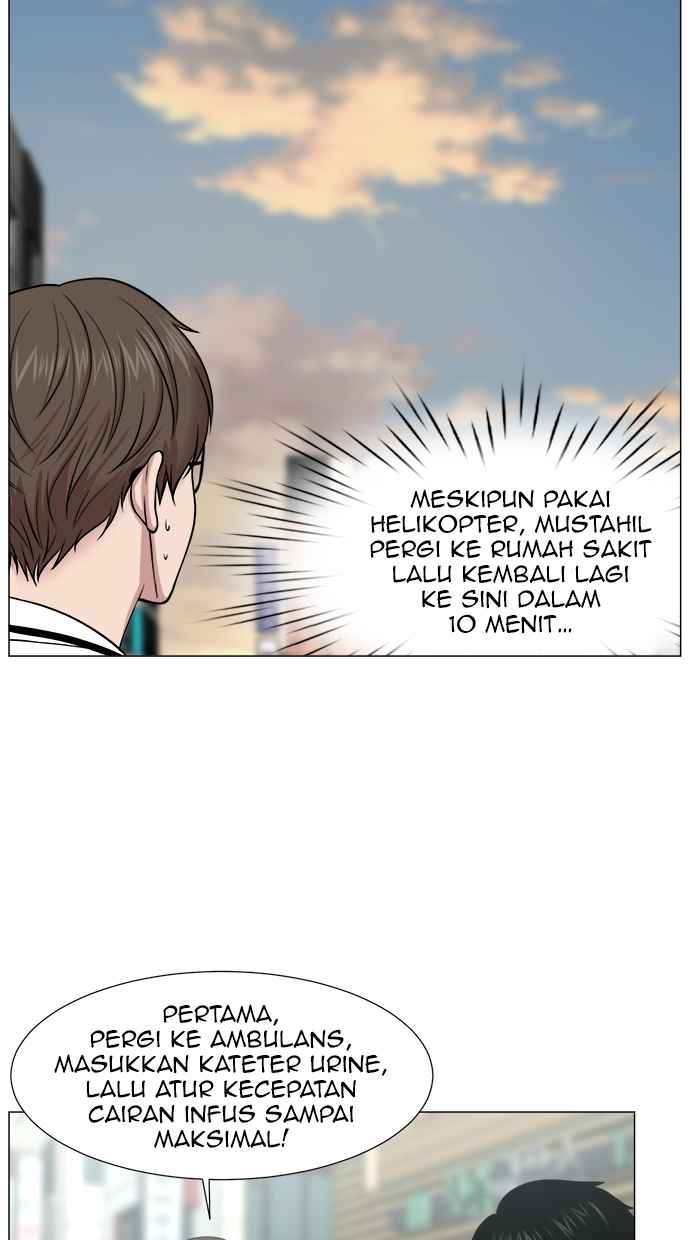 MESKIPUN PAKAI
HELIKOPTER, MUSTAHIL
PERGI KE RUMAH SAKIT
LALU KEMBALI LAGI
KE SINI DALAM
10 MENIT...
PERTAMA,
PERGI KE AMBULANS,
MASUKKAN KATETER URINE,
LALU ATUR KECEPATAN
CAIRAN INFUS SAMPAI
MAKSIMAL!